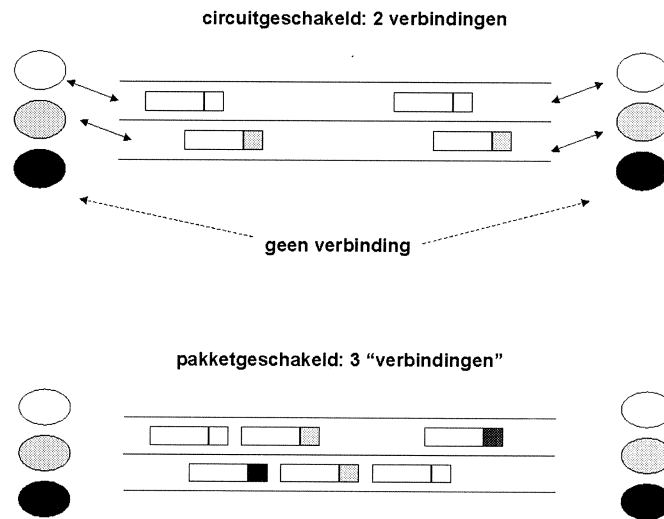 circuitgeschakeld: 2 verbindingen
geen verbinding
pakketgeschakeld: 3 “verbindingen”